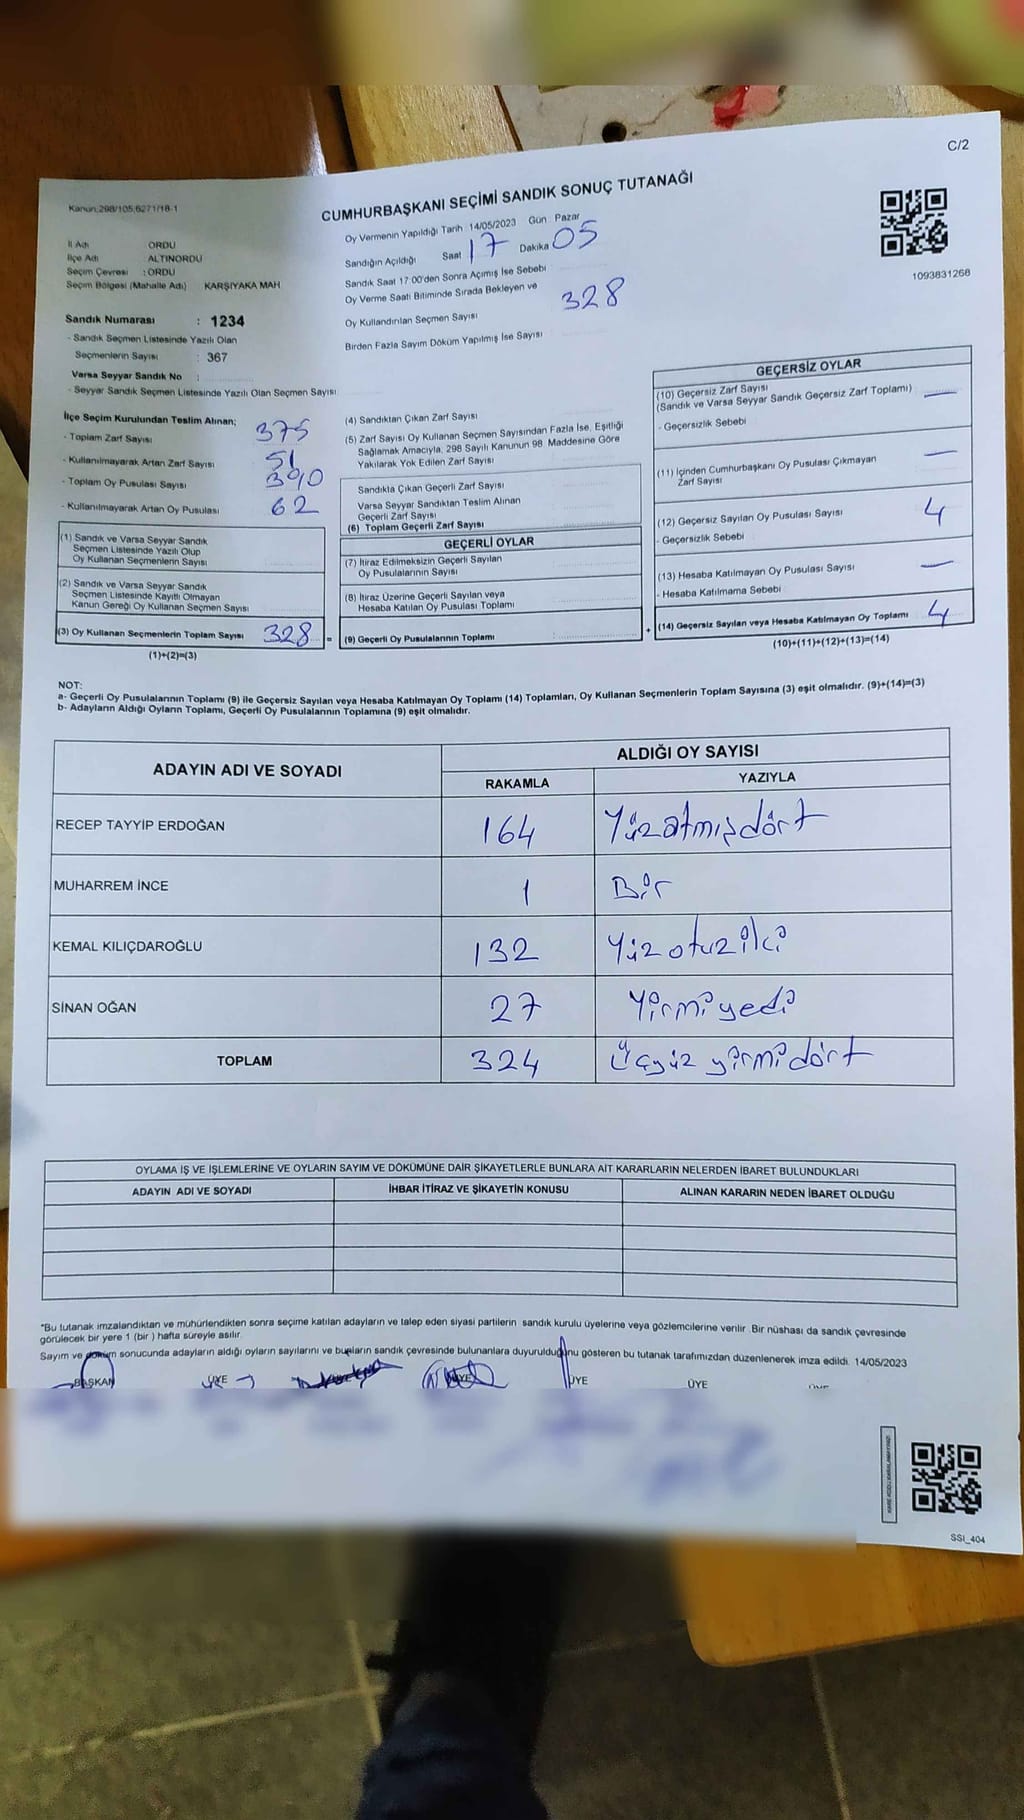 C/2
Kanun;298/105,6271/18-1
CUMHURBAŞKANI SEÇİMİ SANDIK SONUÇ TUTANAĞI
İl Adı ORDU
İlçe Adı ALTINORDU
Seçim Çevresi : ORDU
Seçim Bölgesi (Mahalle Adı) KARŞIYAKA MAH
Oy Vermenin Yapıldığı Tarih 14/05/2023 Gün Pazar
Sandığın Açıldığı Saat 17 Dakika 05
Sandık Saat 17:00'den Sonra Açılmış İse Sebebi
Oy Verme Saati Bitiminde Sırada Bekleyen ve
Oy Kullandırılan Seçmen Sayısı 328
Birden Fazla Sayım Döküm Yapılmış İse Sayısı
1093831268
Sandık Numarası : 1234
- Sandık Seçmen Listesinde Yazılı Olan
Seçmenlerin Sayısı : 367
Varsa Seyyar Sandık No :
- Seyyar Sandık Seçmen Listesinde Yazılı Olan Seçmen Sayısı
İlçe Seçim Kurulundan Teslim Alınan;
- Toplam Zarf Sayısı 375
- Kullanılmayarak Artan Zarf Sayısı 51
- Toplam Oy Pusulası Sayısı 390
- Kullanılmayarak Artan Oy Pusulası 62
(1) Sandık ve Varsa Seyyar Sandık
Seçmen Listesinde Yazılı Olup
Oy Kullanan Seçmenlerin Sayısı
(2) Sandık ve Varsa Seyyar Sandık
Seçmen Listesinde Kayıtlı Olmayan
Kanun Gereği Oy Kullanan Seçmen Sayısı
(3) Oy Kullanan Seçmenlerin Toplam Sayısı 328 =
(1)+(2)=(3)
(4) Sandıktan Çıkan Zarf Sayısı
(5) Zarf Sayısı Oy Kullanan Seçmen Sayısından Fazla İse, Eşitliği
Sağlamak Amacıyla, 298 Sayılı Kanunun 98. Maddesine Göre
Yakılarak Yok Edilen Zarf Sayısı
Sandıkta Çıkan Geçerli Zarf Sayısı
Varsa Seyyar Sandıktan Teslim Alınan
Geçerli Zarf Sayısı
(6) Toplam Geçerli Zarf Sayısı
GEÇERLİ OYLAR
(7) İtiraz Edilmeksizin Geçerli Sayılan
Oy Pusulalarının Sayısı
(8) İtiraz Üzerine Geçerli Sayılan veya
Hesaba Katılan Oy Pusulası Toplamı
(9) Geçerli Oy Pusulalarının Toplamı : +
GEÇERSİZ OYLAR
(10) Geçersiz Zarf Sayısı
(Sandık ve Varsa Seyyar Sandık Geçersiz Zarf Toplamı) —
- Geçersizlik Sebebi
(11) İçinden Cumhurbaşkanı Oy Pusulası Çıkmayan —
Zarf Sayısı
(12) Geçersiz Sayılan Oy Pusulası Sayısı 4
- Geçersizlik Sebebi
(13) Hesaba Katılmayan Oy Pusulası Sayısı —
- Hesaba Katılmama Sebebi
(14) Geçersiz Sayılan veya Hesaba Katılmayan Oy Toplamı 4
(10)+(11)+(12)+(13)=(14)
NOT:
a- Geçerli Oy Pusulalarının Toplamı (9) ile Geçersiz Sayılan veya Hesaba Katılmayan Oy Toplamı (14) Toplamları, Oy Kullanan Seçmenlerin Toplam Sayısına (3) eşit olmalıdır. (9)+(14)=(3)
b- Adayların Aldığı Oyların Toplamı, Geçerli Oy Pusulalarının Toplamına (9) eşit olmalıdır.
ADAYIN ADI VE SOYADI ALDIĞI OY SAYISI
RAKAMLA YAZIYLA
RECEP TAYYİP ERDOĞAN 164 Yüzatmışdört
MUHARREM İNCE 1 Bir
KEMAL KILIÇDAROĞLU 132 Yüzotuziki
SİNAN OĞAN 27 Yirmiyedi
TOPLAM 324 Üçyüz yirmidört
OYLAMA İŞ VE İŞLEMLERİNE VE OYLARIN SAYIM VE DÖKÜMÜNE DAİR ŞİKAYETLERLE BUNLARA AİT KARARLARIN NELERDEN İBARET BULUNDUKLARI
ADAYIN ADI VE SOYADI İHBAR İTİRAZ VE ŞİKAYETİN KONUSU ALINAN KARARIN NEDEN İBARET OLDUĞU
*Bu tutanak imzalandıktan ve mühürlendikten sonra seçime katılan adayların ve talep eden siyasi partilerin sandık kurulu üyelerine veya gözlemcilerine verilir. Bir nüshası da sandık çevresinde
görülecek bir yere 1 (bir ) hafta süreyle asılır.
Sayım ve döküm sonucunda adayların aldığı oyların sayılarını ve bunların sandık çevresinde bulunanlara duyurulduğunu gösteren bu tutanak tarafımızdan düzenlenerek imza edildi. 14/05/2023
BAŞKAN ÜYE ÜYE ÜYE ÜYE
SSI_404